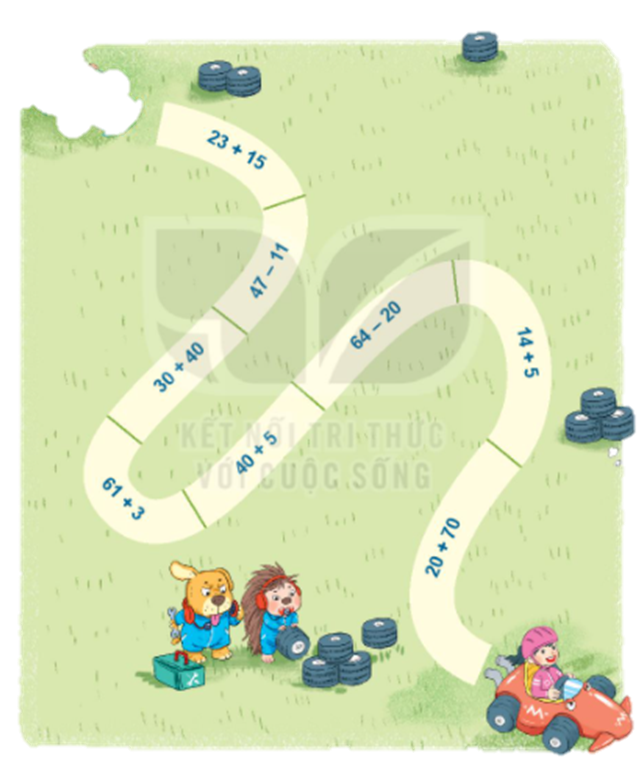 23 + 15
47 – 11
30 + 40
61 + 3
40 + 5
64 – 20
14 + 5
20 + 70
KẾT NỐI TRI THỨC
VỚI CUỘC SỐNG